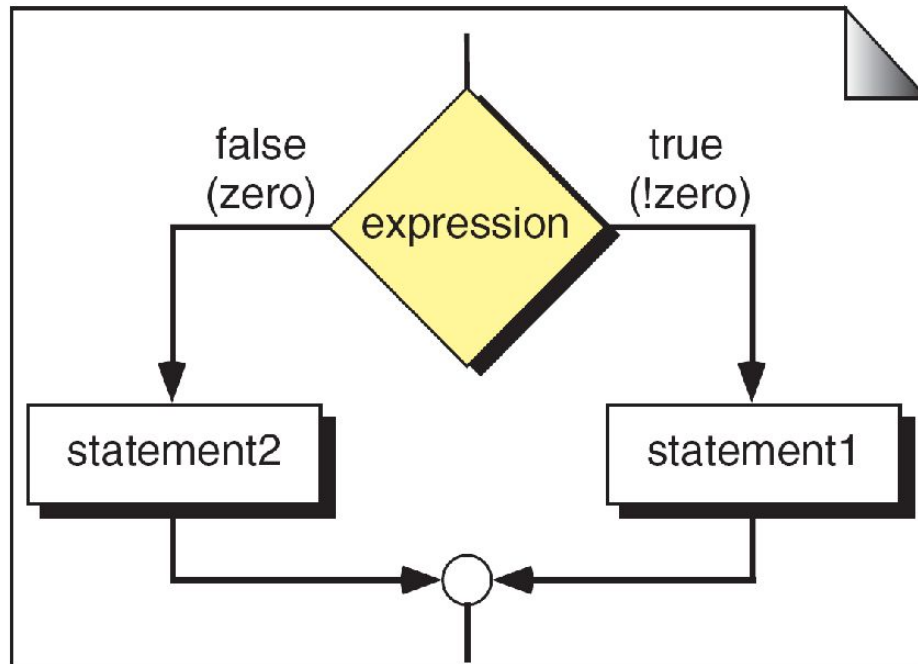 false
(zero)
true
(!zero)
expression
statement2
statement1